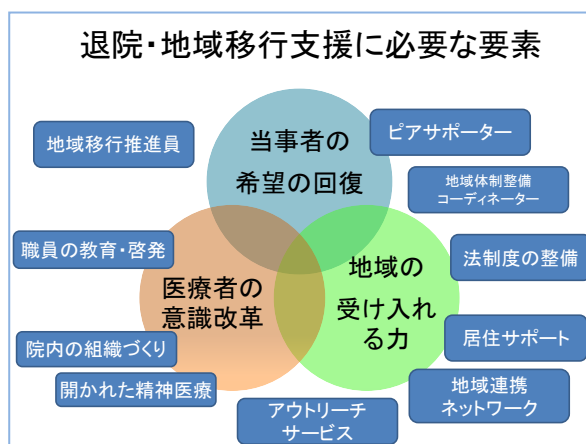 退院・地域移行支援に必要な要素
地域移行推進員
当事者の
希望の回復
ピアサポーター
地域体制整備
コーディネーター
職員の教育・啓発
医療者の
意識改革
地域の
受け入れ
る力
法制度の整備
院内の組織づくり
開かれた精神医療
居住サポート
地域連携
ネットワーク
アウトリーチ
サービス